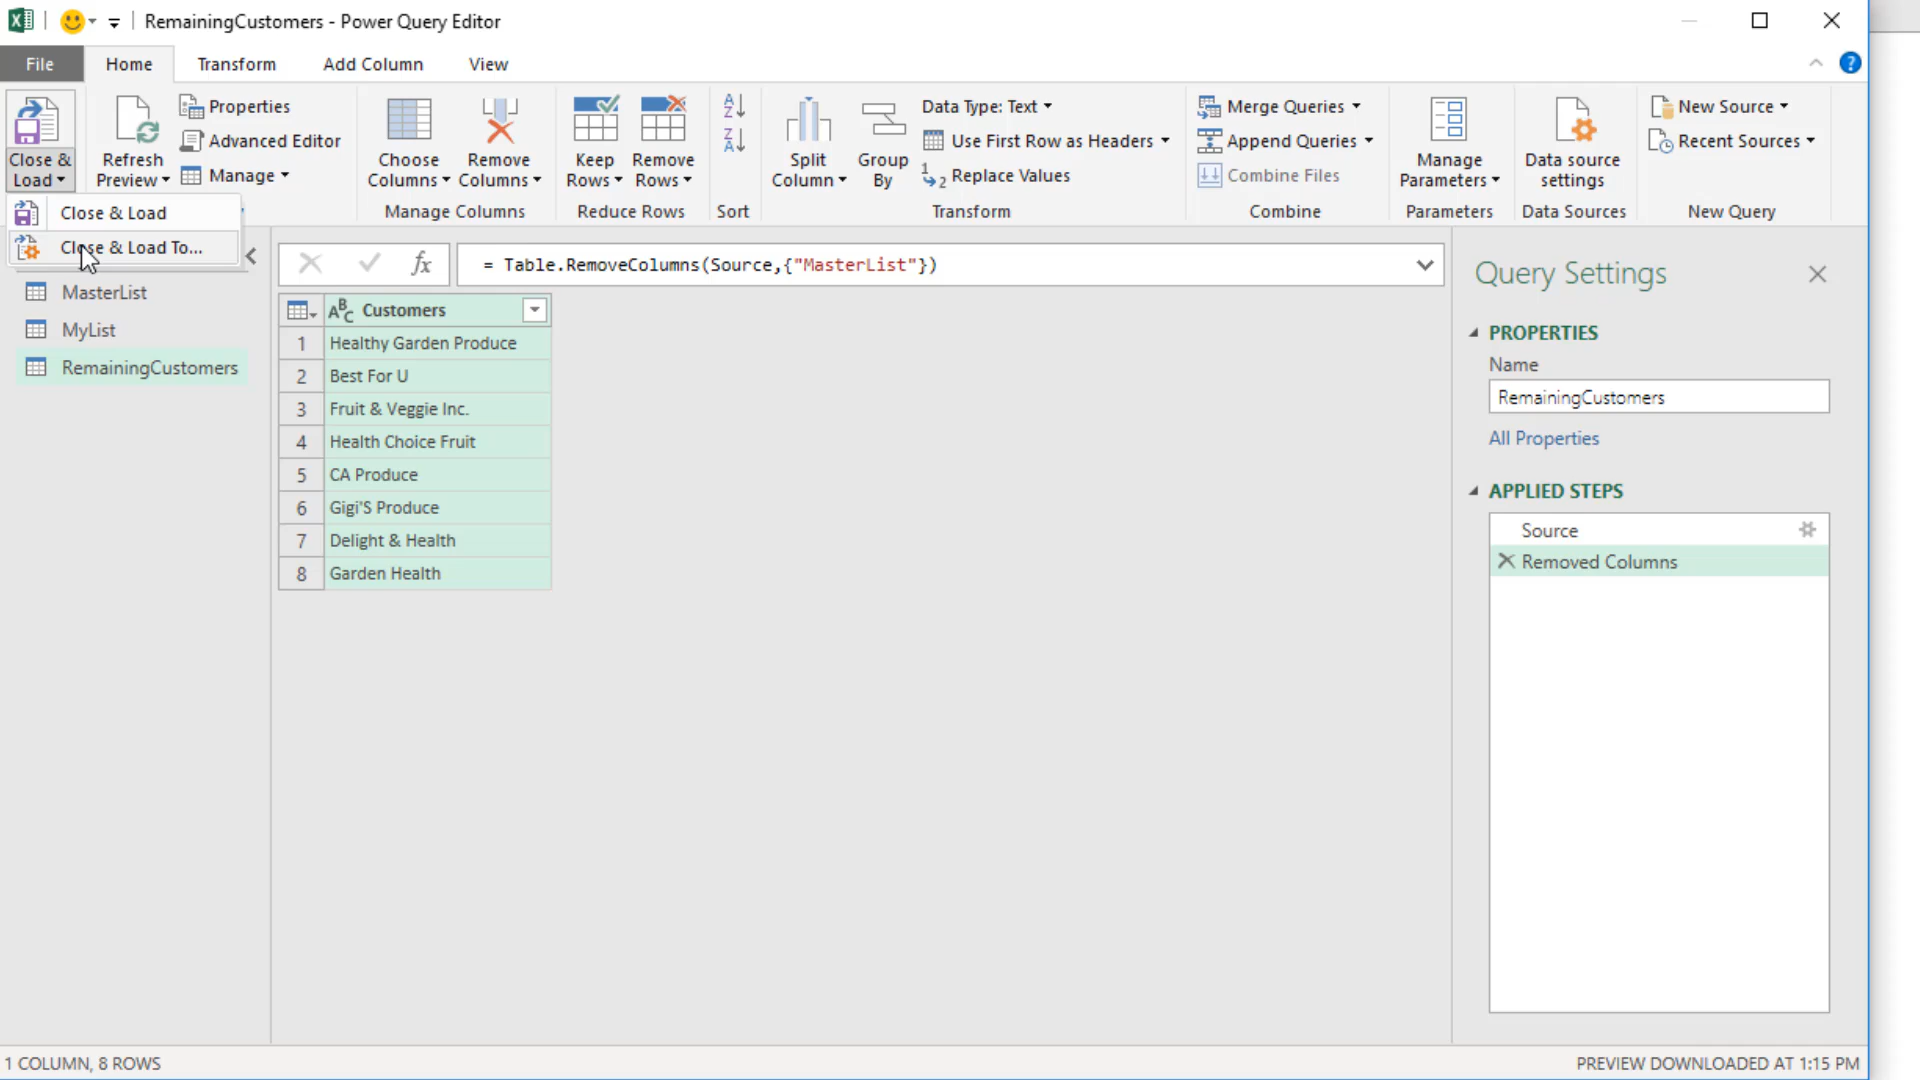 RemainingCustomers - Power Query Editor
File
Home
Transform
Add Column
View
Close &
Load
Refresh
Preview
Properties
Advanced Editor
Manage
Choose
Columns
Remove
Columns
Manage Columns
Keep
Rows
Remove
Rows
Reduce Rows
Sort
Split
Column
Group
By
Data Type: Text
Use First Row as Headers
Replace Values
Transform
Merge Queries
Append Queries
Combine Files
Combine
Manage
Parameters
Parameters
Data source
settings
Data Sources
New Source
Recent Sources
New Query
Close & Load
Close & Load To...
MasterList
MyList
RemainingCustomers
fx
= Table.RemoveColumns(Source,{"MasterList"})
Customers
1 Healthy Garden Produce
2 Best For U
3 Fruit & Veggie Inc.
4 Health Choice Fruit
5 CA Produce
6 Gigi'S Produce
7 Delight & Health
8 Garden Health
Query Settings
PROPERTIES
Name
RemainingCustomers
All Properties
APPLIED STEPS
Source
Removed Columns
1 COLUMN, 8 ROWS
PREVIEW DOWNLOADED AT 1:15 PM